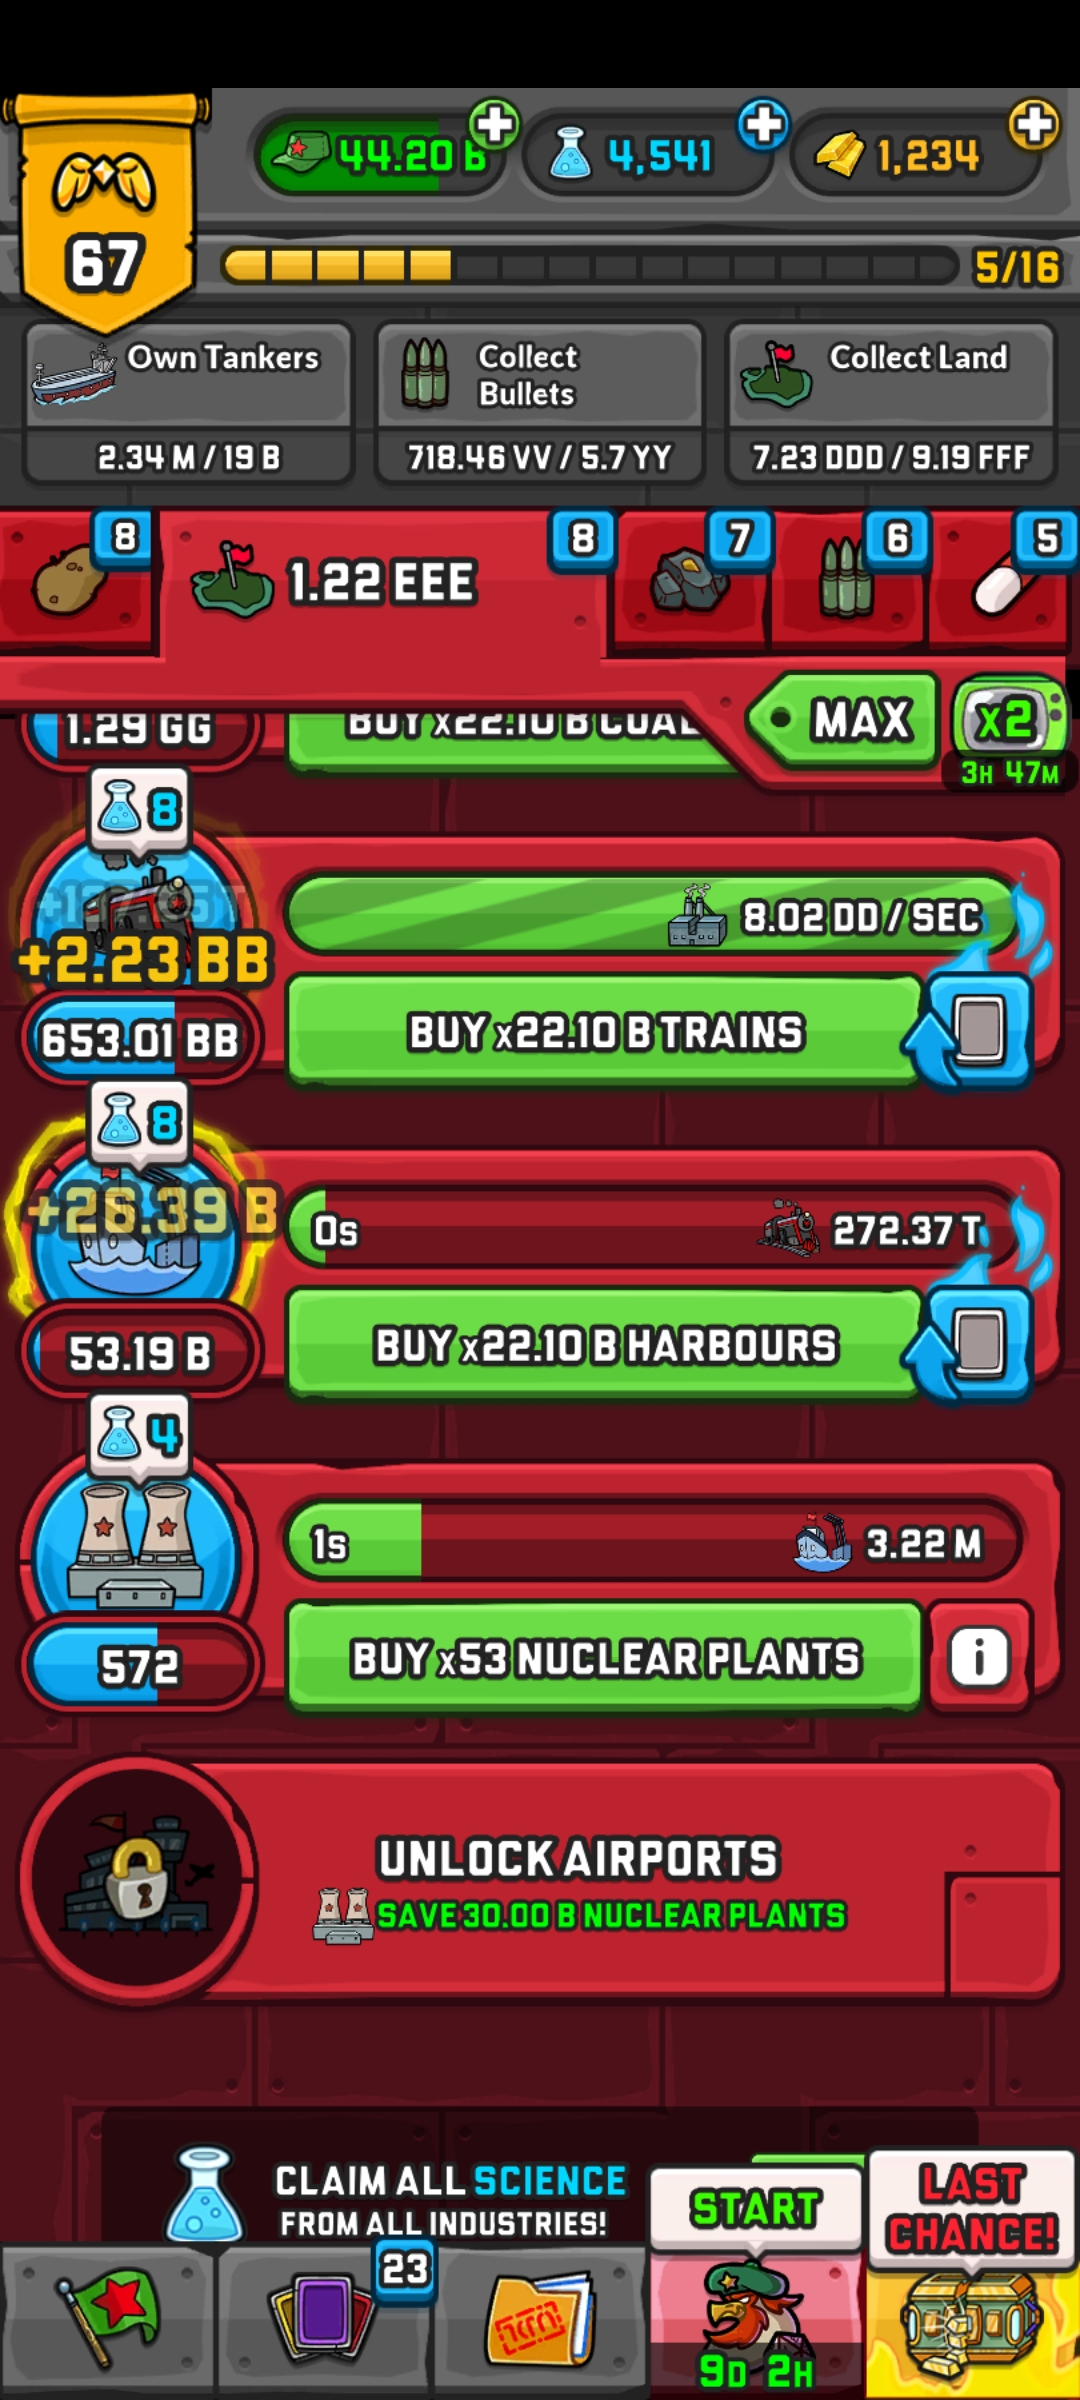 44.20 B
4,541
1,234
67
5/16
Own Tankers
2.34 M / 19 B
Collect
Bullets
718.46 VV / 5.7 YY
Collect Land
7.23 DDD / 9.19 FFF
8
1.22 EEE
8
7
6
5
MAX
x2
3H 47M
1.29 GG
BUY x22.10 B COAL
8
+2.23 BB
653.01 BB
8.02 DD / SEC
BUY x22.10 B TRAINS
8
+26.39 B
53.19 B
0s
272.37 T
BUY x22.10 B HARBOURS
4
572
1s
3.22 M
BUY x53 NUCLEAR PLANTS
i
UNLOCK AIRPORTS
SAVE 30.00 B NUCLEAR PLANTS
CLAIM ALL SCIENCE
FROM ALL INDUSTRIES!
START
LAST
CHANCE!
23
9D 2H